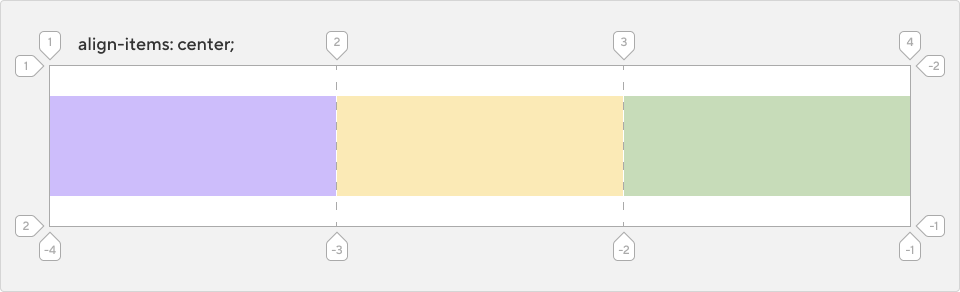 1 align-items: center; 2 3 4
1 -2
2 -1
-4 -3 -2 -1